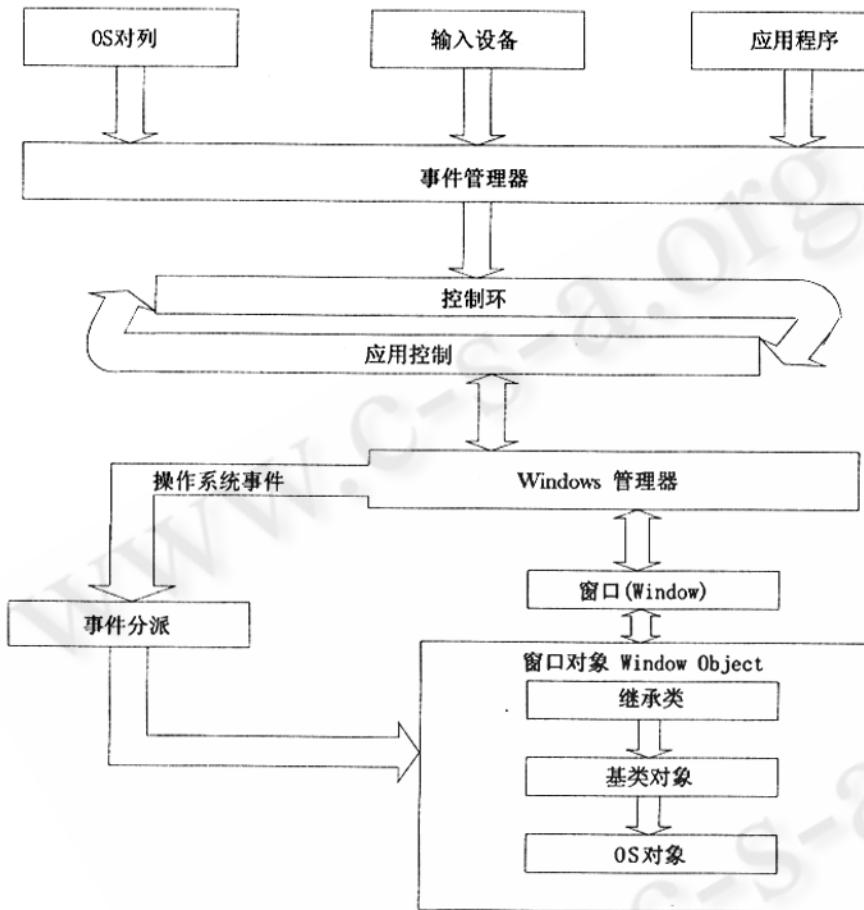 OS对列
输入设备
应用程序
事件管理器
控制环
应用控制
操作系统事件
Windows 管理器
窗口(Window)
事件分派
窗口对象 Window Object
继承类
基类对象
OS对象
www.c-s-a.org
c-s-a